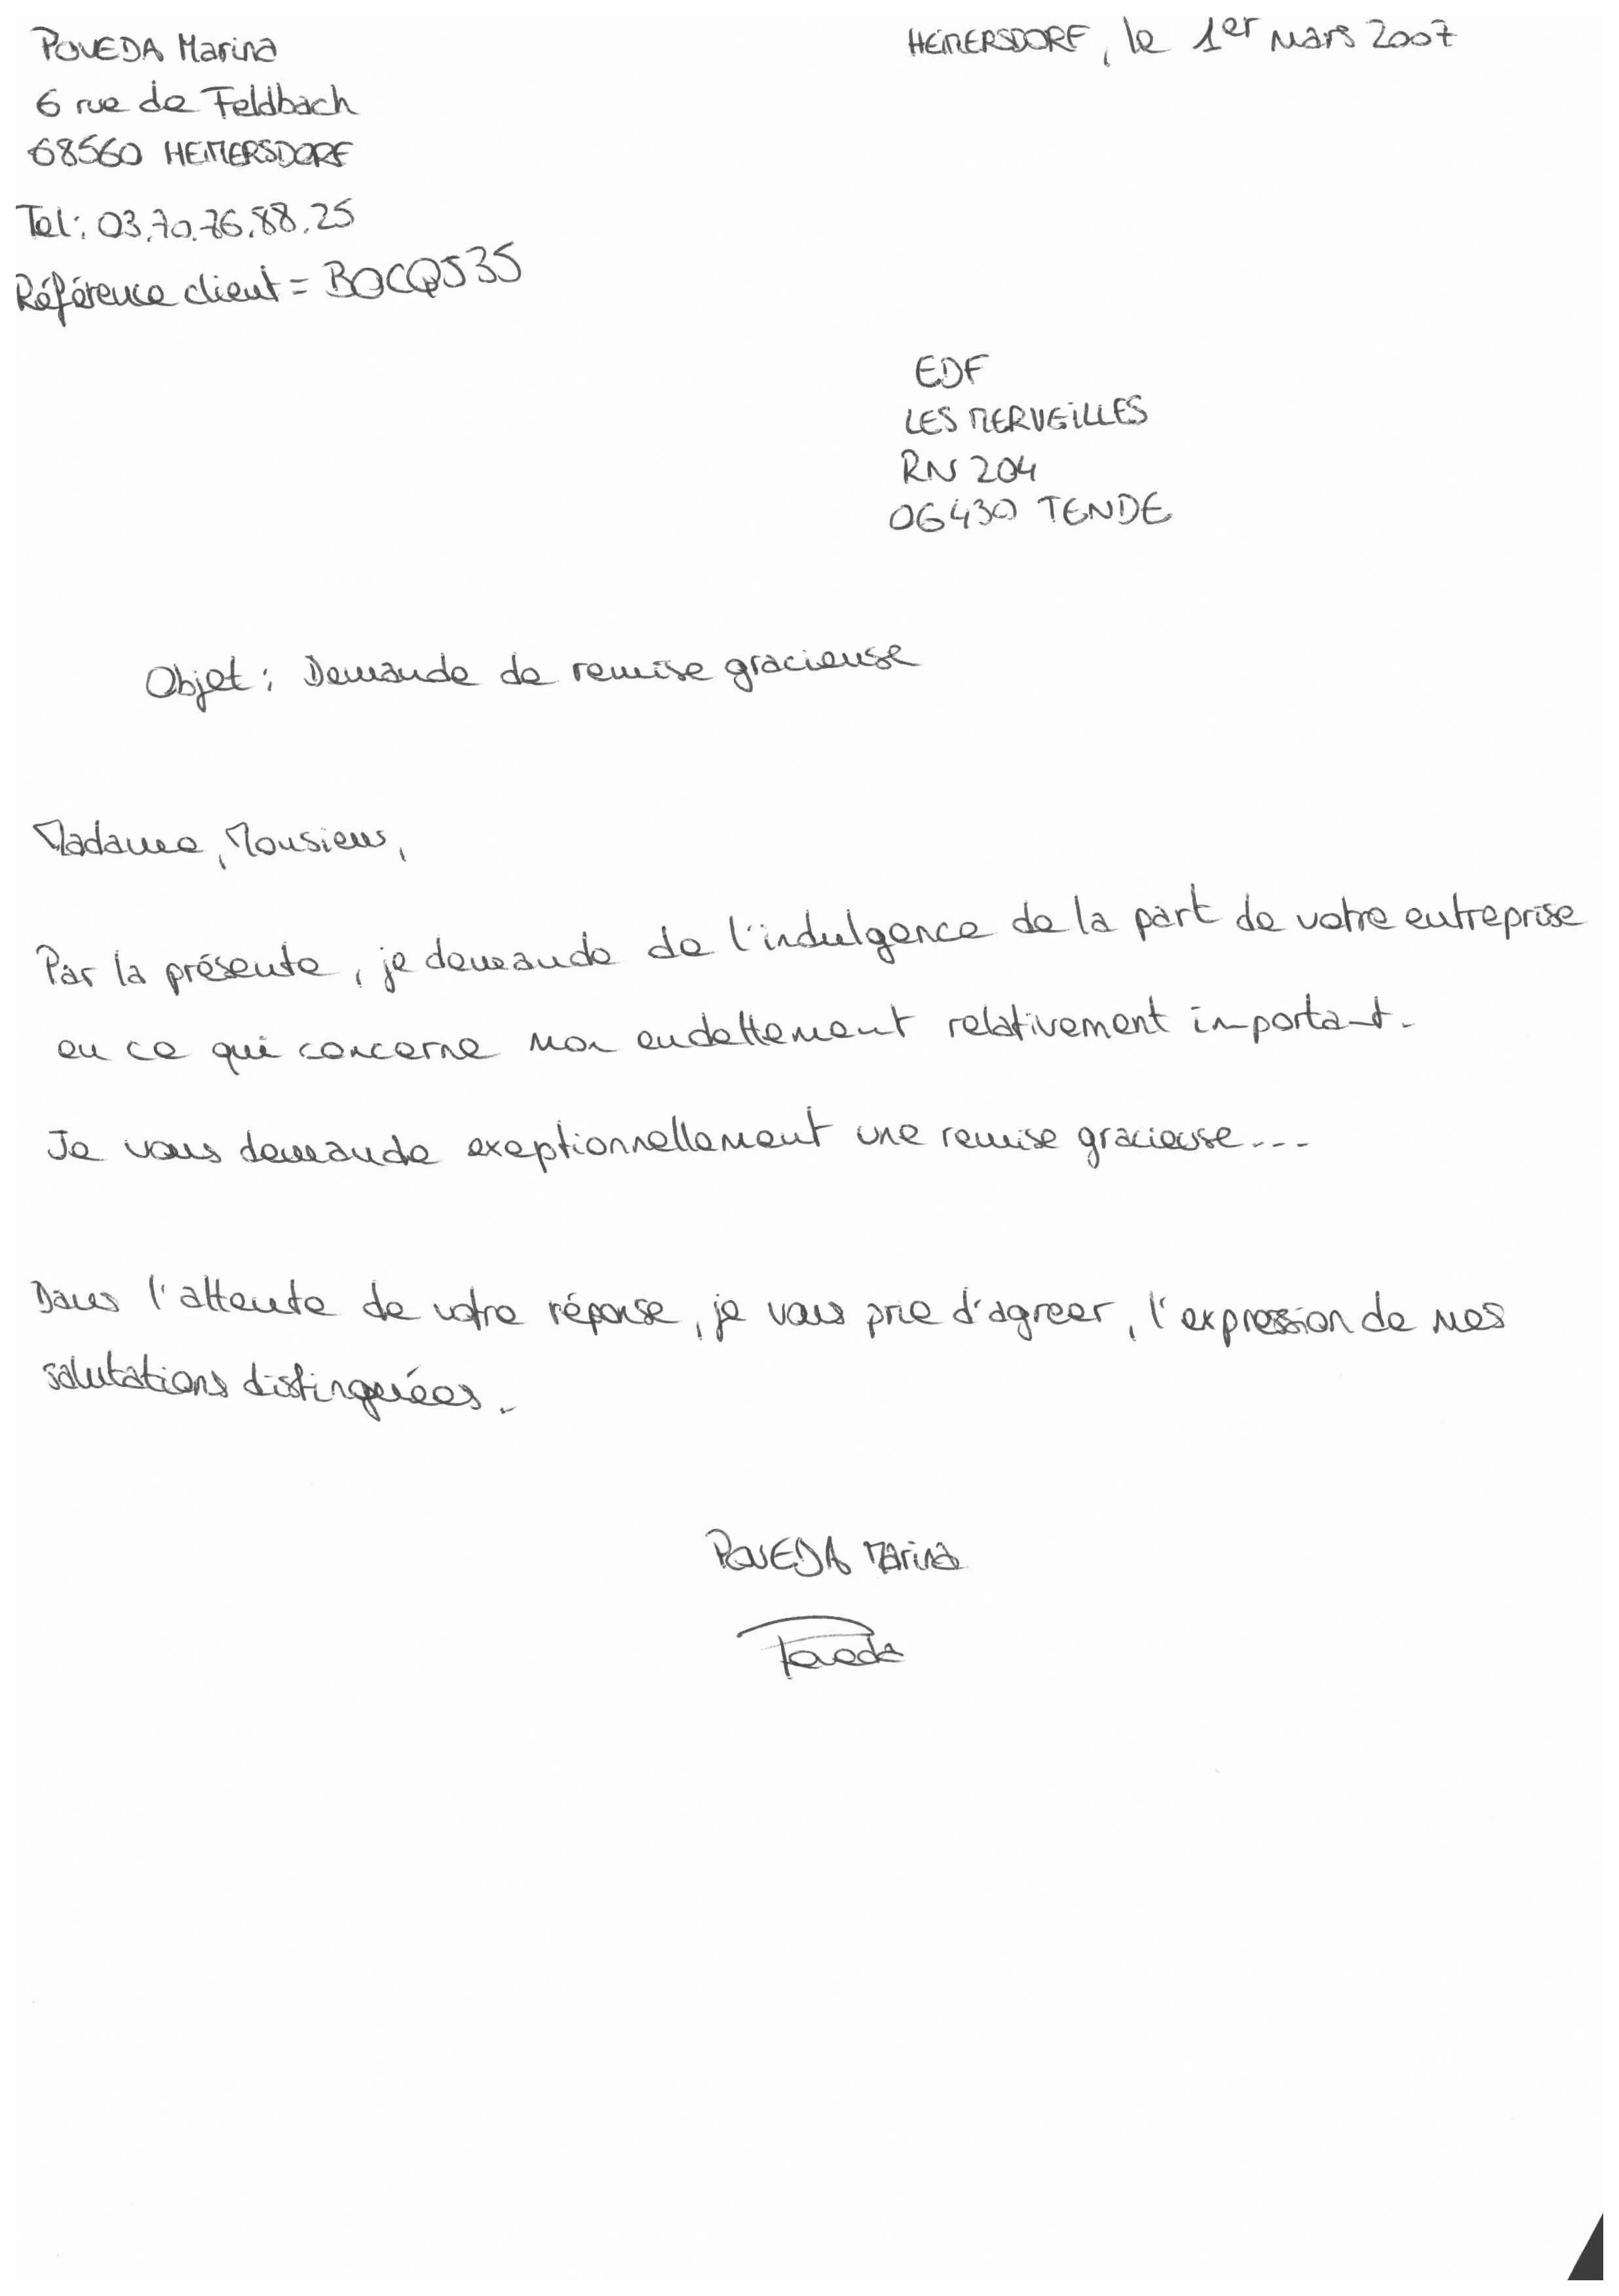 POVEDA Marina
6 rue de Feldbach
68560 HEIMERSDORF
Tel: 03.70.76.88.25
Référence client = BOCQS35
HEIMERSDORF, le 1er mars 2007
EDF
LES MERVEILLES
RN 204
06430 TENDE
Objet : Demande de remise gracieuse
Madame, Monsieur,
Par la présente, je demande de l'indulgence de la part de votre entreprise
en ce qui concerne mon endettement relativement important.
Je vous demande exeptionnellement une remise gracieuse...
Dans l'attente de votre réponse, je vous prie d'agreer, l'expression de mes
salutations distinguées.
POVEDA Marina
Poveda